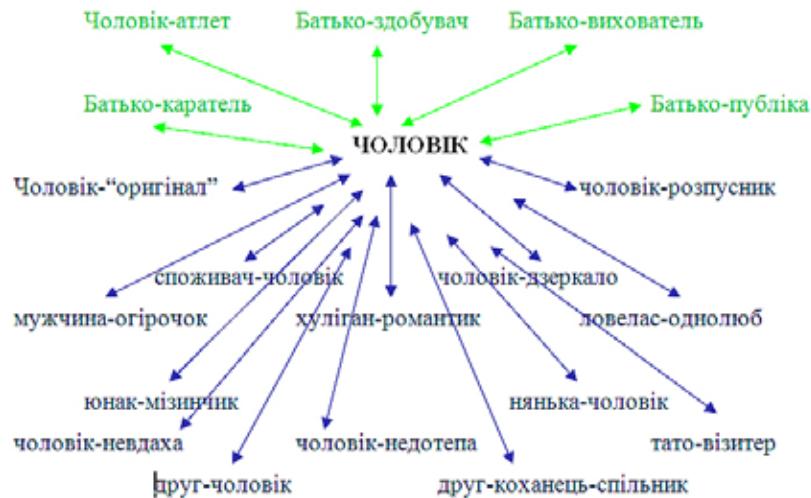 Чоловік-атлет
Батько-здобувач
Батько-вихователь
Батько-каратель
Батько-публіка
ЧОЛОВІК
Чоловік-“оригінал”
чоловік-розпусник
споживач-чоловік
чоловік-дзеркало
мужчина-огірочок
хуліган-романтик
ловелас-однолюб
юнак-мізинчик
нянька-чоловік
чоловік-невдаха
чоловік-недотепа
тато-візитер
друг-чоловік
друг-коханець-спільник